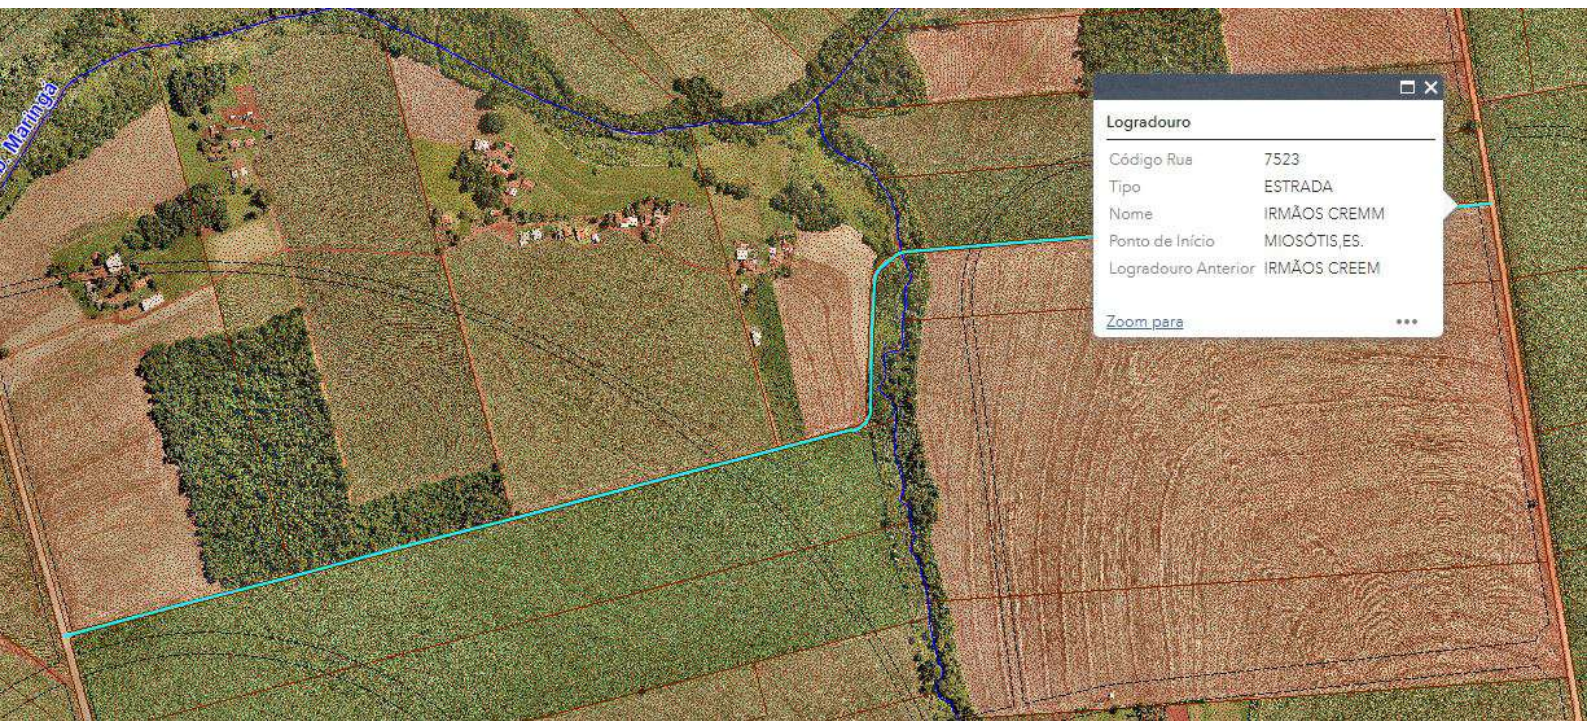 b. Maringá
Logradouro
Código Rua 7523
Tipo ESTRADA
Nome IRMÃOS CREMM
Ponto de Início MIOSÓTIS,ES.
Logradouro Anterior IRMÃOS CREEM
Zoom para